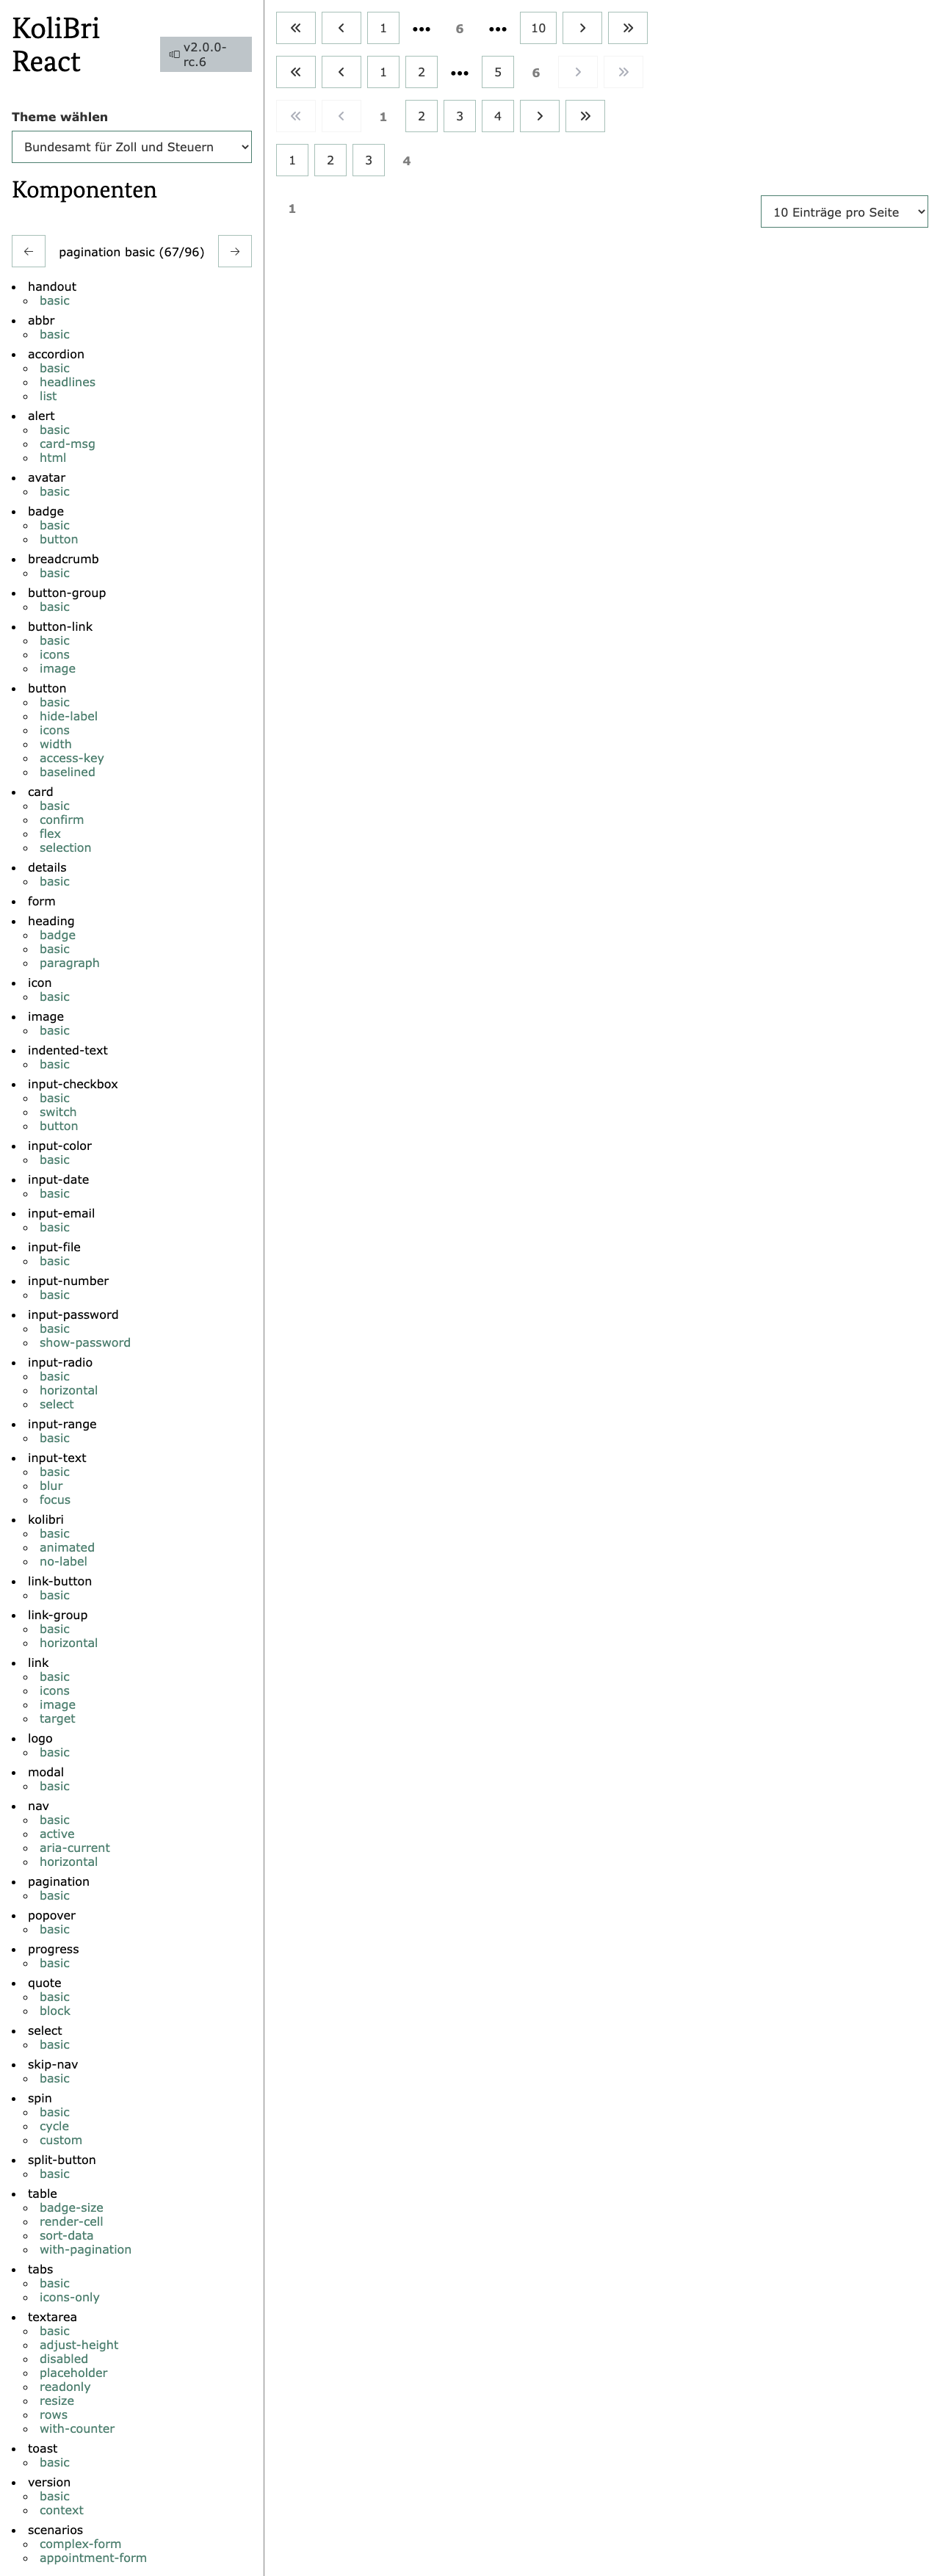 KoliBri
React
v2.0.0-
rc.6
Theme wählen
Bundesamt für Zoll und Steuern
Komponenten
pagination basic (67/96)
handout
basic
abbr
basic
accordion
basic
headlines
list
alert
basic
card-msg
html
avatar
basic
badge
basic
button
breadcrumb
basic
button-group
basic
button-link
basic
icons
image
button
basic
hide-label
icons
width
access-key
baselined
card
basic
confirm
flex
selection
details
basic
form
heading
badge
basic
paragraph
icon
basic
image
basic
indented-text
basic
input-checkbox
basic
switch
button
input-color
basic
input-date
basic
input-email
basic
input-file
basic
input-number
basic
input-password
basic
show-password
input-radio
basic
horizontal
select
input-range
basic
input-text
basic
blur
focus
kolibri
basic
animated
no-label
link-button
basic
link-group
basic
horizontal
link
basic
icons
image
target
logo
basic
modal
basic
nav
basic
active
aria-current
horizontal
pagination
basic
popover
basic
progress
basic
quote
basic
block
select
basic
skip-nav
basic
spin
basic
cycle
custom
split-button
basic
table
badge-size
render-cell
sort-data
with-pagination
tabs
basic
icons-only
textarea
basic
adjust-height
disabled
placeholder
readonly
resize
rows
with-counter
toast
basic
version
basic
context
scenarios
complex-form
appointment-form
1 ••• 6 ••• 10
1 2 ••• 5 6
1 2 3 4
1 2 3 4
1
10 Einträge pro Seite